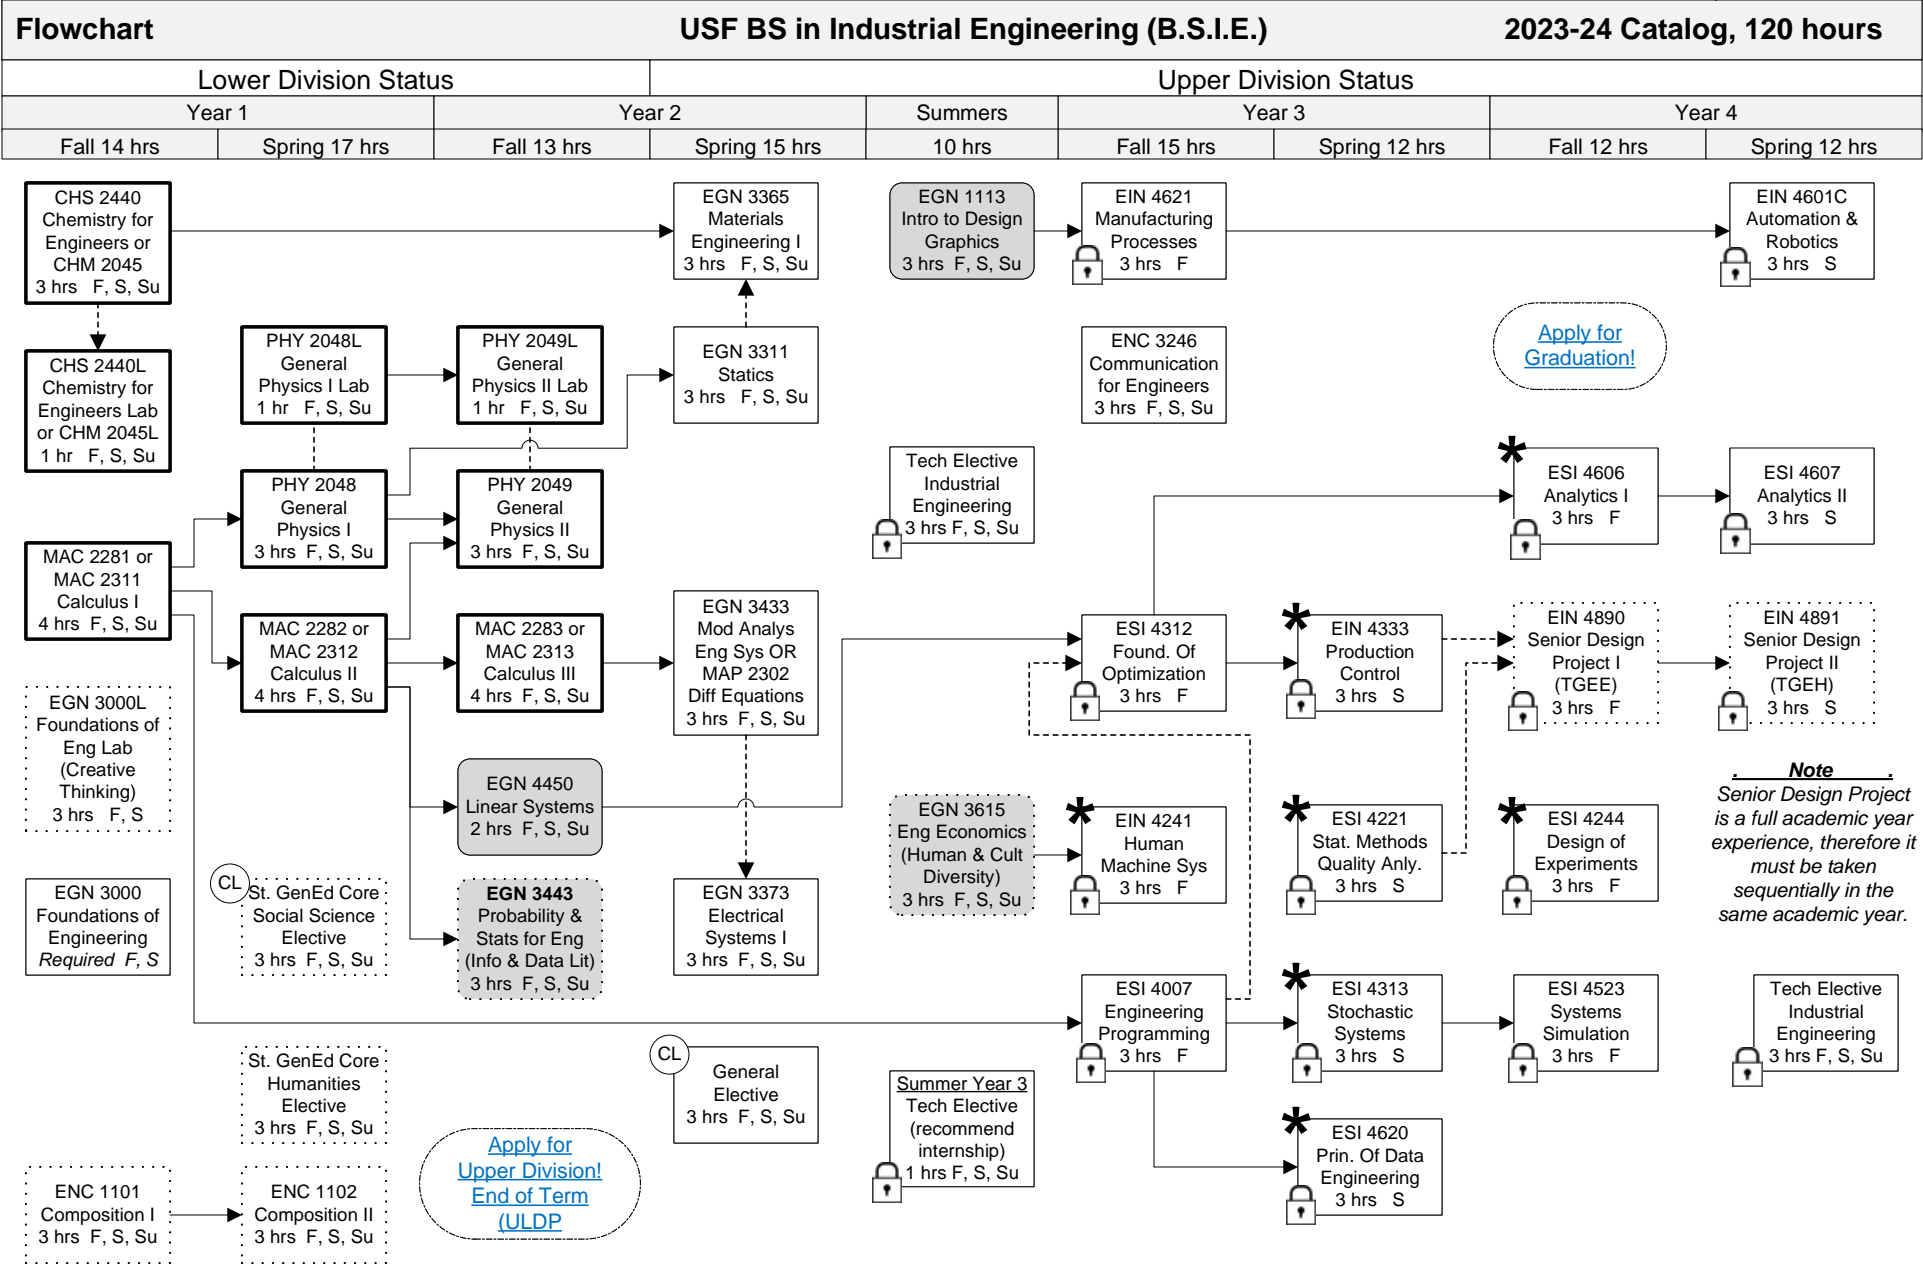 Flowchart
USF BS in Industrial Engineering (B.S.I.E.)
2023-24 Catalog, 120 hours
Lower Division Status
Upper Division Status
Year 1
Year 2
Summers
Year 3
Year 4
Fall 14 hrs
Spring 17 hrs
Fall 13 hrs
Spring 15 hrs
10 hrs
Fall 15 hrs
Spring 12 hrs
Fall 12 hrs
Spring 12 hrs
CHS 2440
Chemistry for
Engineers or
CHM 2045
3 hrs F, S, Su
CHS 2440L
Chemistry for
Engineers Lab
or CHM 2045L
1 hr F, S, Su
MAC 2281 or
MAC 2311
Calculus I
4 hrs F, S, Su
EGN 3000L
Foundations of
Eng Lab
(Creative
Thinking)
3 hrs F, S
EGN 3000
Foundations of
Engineering
Required F, S
ENC 1101
Composition I
3 hrs F, S, Su
PHY 2048L
General
Physics I Lab
1 hr F, S, Su
PHY 2048
General
Physics I
3 hrs F, S, Su
MAC 2282 or
MAC 2312
Calculus II
4 hrs F, S, Su
CL
St. GenEd Core
Social Science
Elective
3 hrs F, S, Su
St. GenEd Core
Humanities
Elective
3 hrs F, S, Su
ENC 1102
Composition II
3 hrs F, S, Su
PHY 2049L
General
Physics II Lab
1 hr F, S, Su
PHY 2049
General
Physics II
3 hrs F, S, Su
MAC 2283 or
MAC 2313
Calculus III
4 hrs F, S, Su
EGN 4450
Linear Systems
2 hrs F, S, Su
EGN 3443
Probability &
Stats for Eng
(Info & Data Lit)
3 hrs F, S, Su
Apply for
Upper Division!
End of Term
(ULDP
EGN 3365
Materials
Engineering I
3 hrs F, S, Su
EGN 3311
Statics
3 hrs F, S, Su
EGN 3433
Mod Analys
Eng Sys OR
MAP 2302
Diff Equations
3 hrs F, S, Su
EGN 3373
Electrical
Systems I
3 hrs F, S, Su
CL
General
Elective
3 hrs F, S, Su
EGN 1113
Intro to Design
Graphics
3 hrs F, S, Su
Tech Elective
Industrial
Engineering
3 hrs F, S, Su
EGN 3615
Eng Economics
(Human & Cult
Diversity)
3 hrs F, S, Su
Summer Year 3
Tech Elective
(recommend
internship)
1 hrs F, S, Su
EIN 4621
Manufacturing
Processes
3 hrs F
ENC 3246
Communication
for Engineers
3 hrs F, S, Su
ESI 4312
Found. Of
Optimization
3 hrs F
*
EIN 4241
Human
Machine Sys
3 hrs F
ESI 4007
Engineering
Programming
3 hrs F
*
EIN 4333
Production
Control
3 hrs S
*
ESI 4221
Stat. Methods
Quality Anly.
3 hrs S
*
ESI 4313
Stochastic
Systems
3 hrs S
*
ESI 4620
Prin. Of Data
Engineering
3 hrs S
Apply for
Graduation!
*
ESI 4606
Analytics I
3 hrs F
EIN 4890
Senior Design
Project I
(TGEE)
3 hrs F
*
ESI 4244
Design of
Experiments
3 hrs F
ESI 4523
Systems
Simulation
3 hrs F
EIN 4601C
Automation &
Robotics
3 hrs S
ESI 4607
Analytics II
3 hrs S
EIN 4891
Senior Design
Project II
(TGEH)
3 hrs S
. Note .
Senior Design Project
is a full academic year
experience, therefore it
must be taken
sequentially in the
same academic year.
Tech Elective
Industrial
Engineering
3 hrs F, S, Su